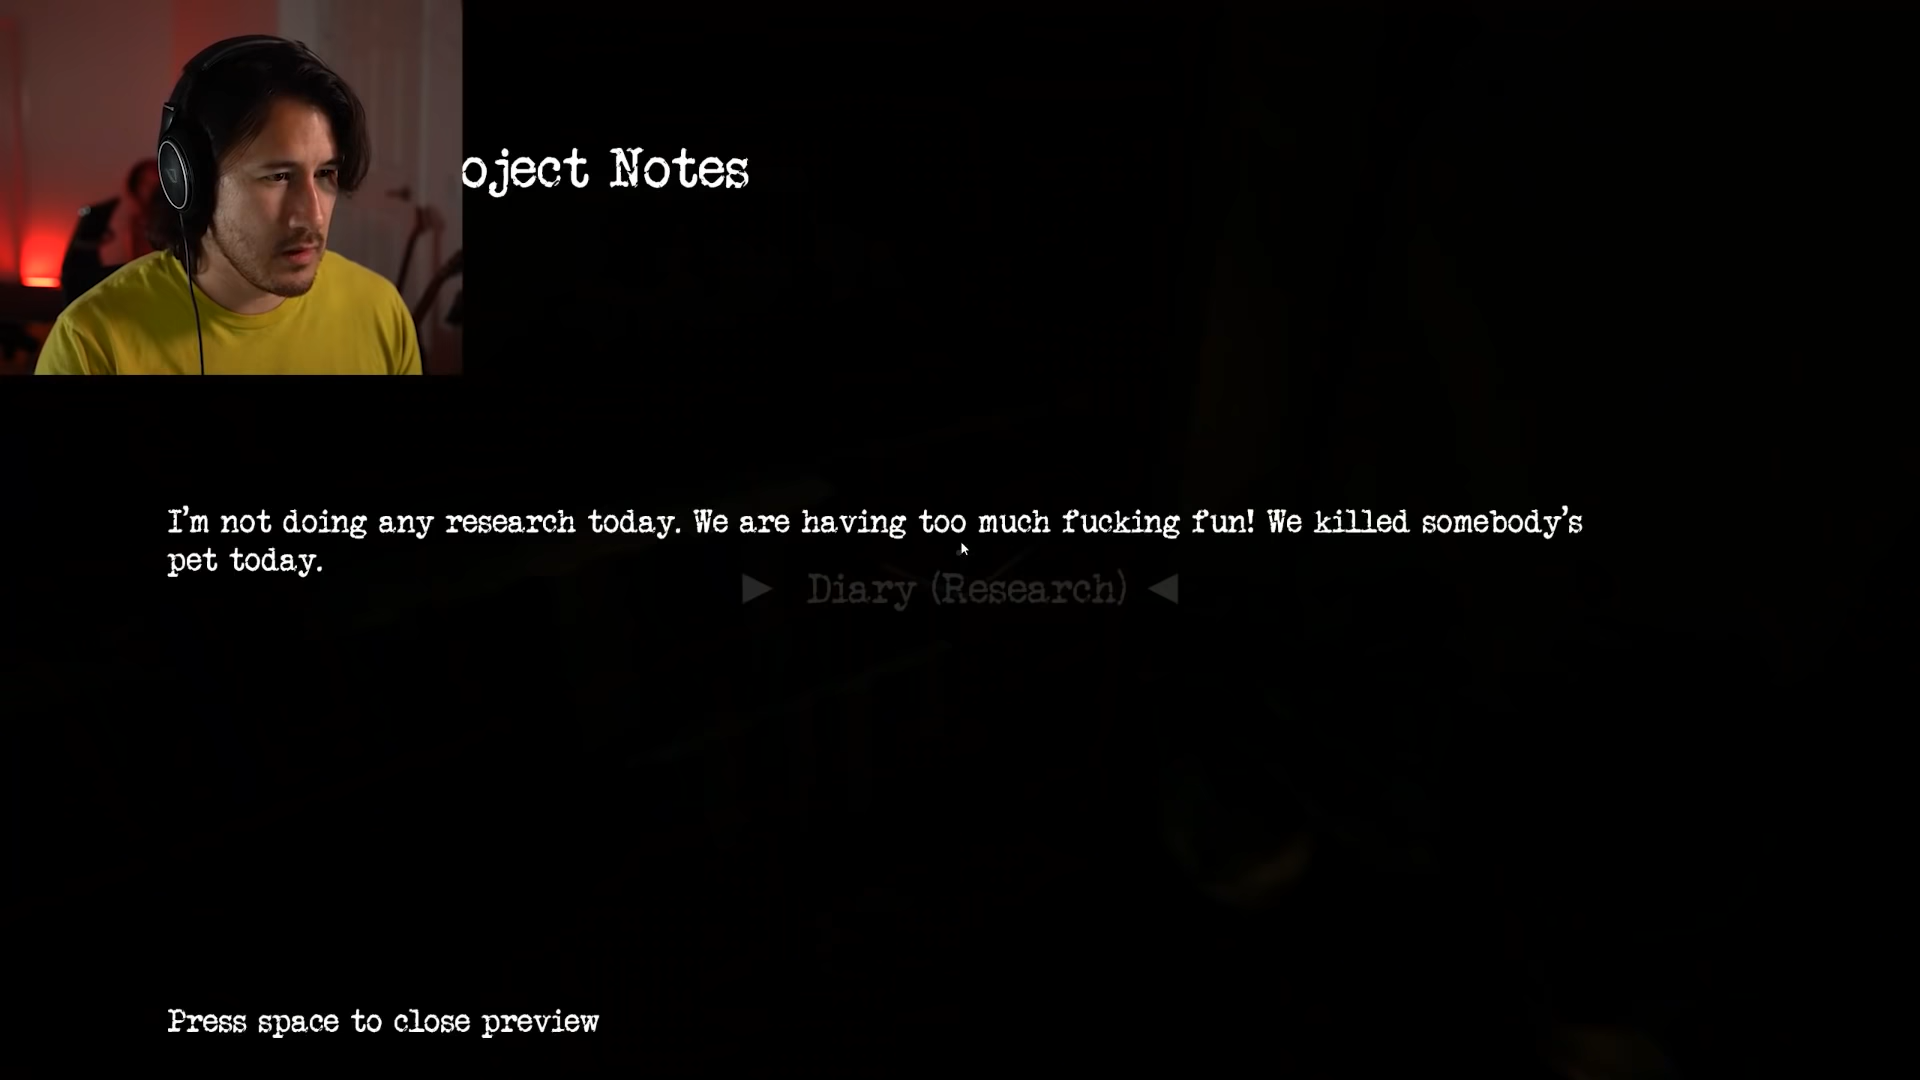 oject Notes
I'm not doing any research today. We are having too much fucking fun! We killed somebody's
pet today.
▶ Diary (Research) ◀
Press space to close preview